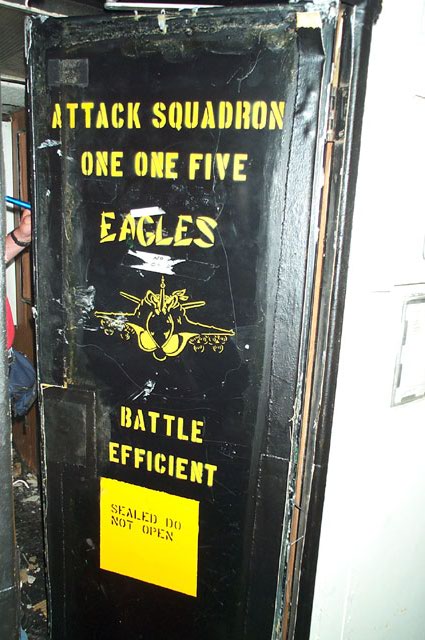 ATTACK SQUADRON
ONE ONE FIVE
EAGLES
BATTLE
EFFICIENT
SEALED DO
NOT OPEN